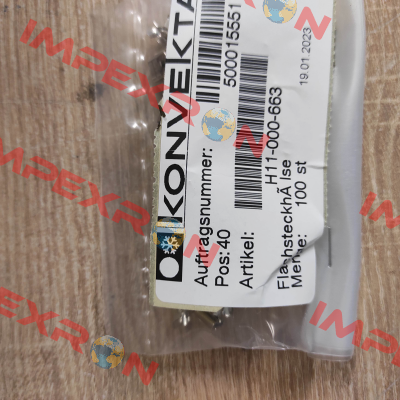 KONVEKTA
Auftragsnummer:
500015551
19.01.2023
Pos:40
Artikel:
H11-000-663
FlachsteckhÃ lse
Menge:
100 st
IMPEXRON
IMPEXRON
IMPEXRON
IMPEXRON